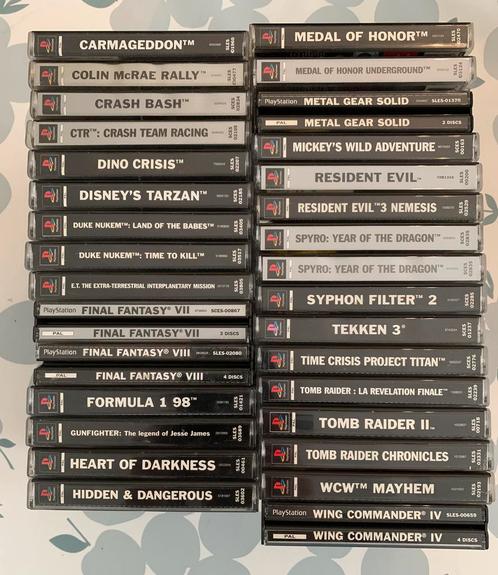 CARMAGEDDON™
COLIN McRAE RALLY™
CRASH BASH™
CTR™: CRASH TEAM RACING
DINO CRISIS™
DISNEY'S TARZAN™
DUKE NUKEM™: LAND OF THE BABES™
DUKE NUKEM™: TIME TO KILL™
E.T. THE EXTRA-TERRESTRIAL INTERPLANETARY MISSION
PlayStation FINAL FANTASY® VII SCES-00867
PAL FINAL FANTASY® VII 3 DISCS
PlayStation FINAL FANTASY® VIII SLES-02080
PAL FINAL FANTASY® VIII 4 DISCS
FORMULA 1 98™
GUNFIGHTER: The legend of Jesse James
HEART OF DARKNESS
HIDDEN & DANGEROUS
MEDAL OF HONOR™
MEDAL OF HONOR UNDERGROUND™
PlayStation METAL GEAR SOLID SLES-01370
PAL METAL GEAR SOLID 2 DISCS
MICKEY'S WILD ADVENTURE
RESIDENT EVIL™
RESIDENT EVIL™3 NEMESIS
SPYRO: YEAR OF THE DRAGON™
SPYRO: YEAR OF THE DRAGON™
SYPHON FILTER™ 2
TEKKEN 3®
TIME CRISIS PROJECT TITAN™
TOMB RAIDER : LA REVELATION FINALE™
TOMB RAIDER II™
TOMB RAIDER CHRONICLES
WCW™ MAYHEM
PlayStation WING COMMANDER® IV SLES-00659
PAL WING COMMANDER® IV 4 DISCS